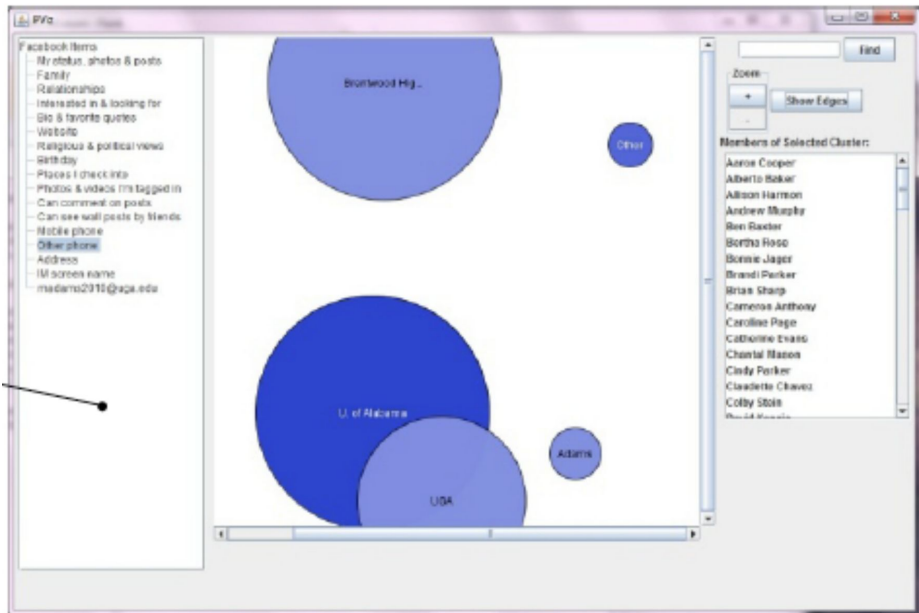 PViz
Facebook Items
My status, photos & posts
Family
Relationships
Interested in & looking for
Bio & favorite quotes
Website
Religious & political views
Birthday
Places I check into
Photos & videos I'm tagged in
Can comment on posts
Can see wall posts by friends
Mobile phone
Other phone
Address
IM screen name
Brentwood Hig...
Other
U. of Alabama
Adams
UGA
Find
Zoom
+
Show Edges
-
Members of Selected Cluster:
Aaron Cooper
Alberto Baker
Allison Harmon
Andrew Murphy
Ben Baxter
Bertha Rose
Bonnie Jager
Brandi Parker
Brian Sharp
Cameron Anthony
Caroline Page
Catherine Evans
Chantal Mason
Cindy Parker
Claudette Chavez
Colby Stein
David